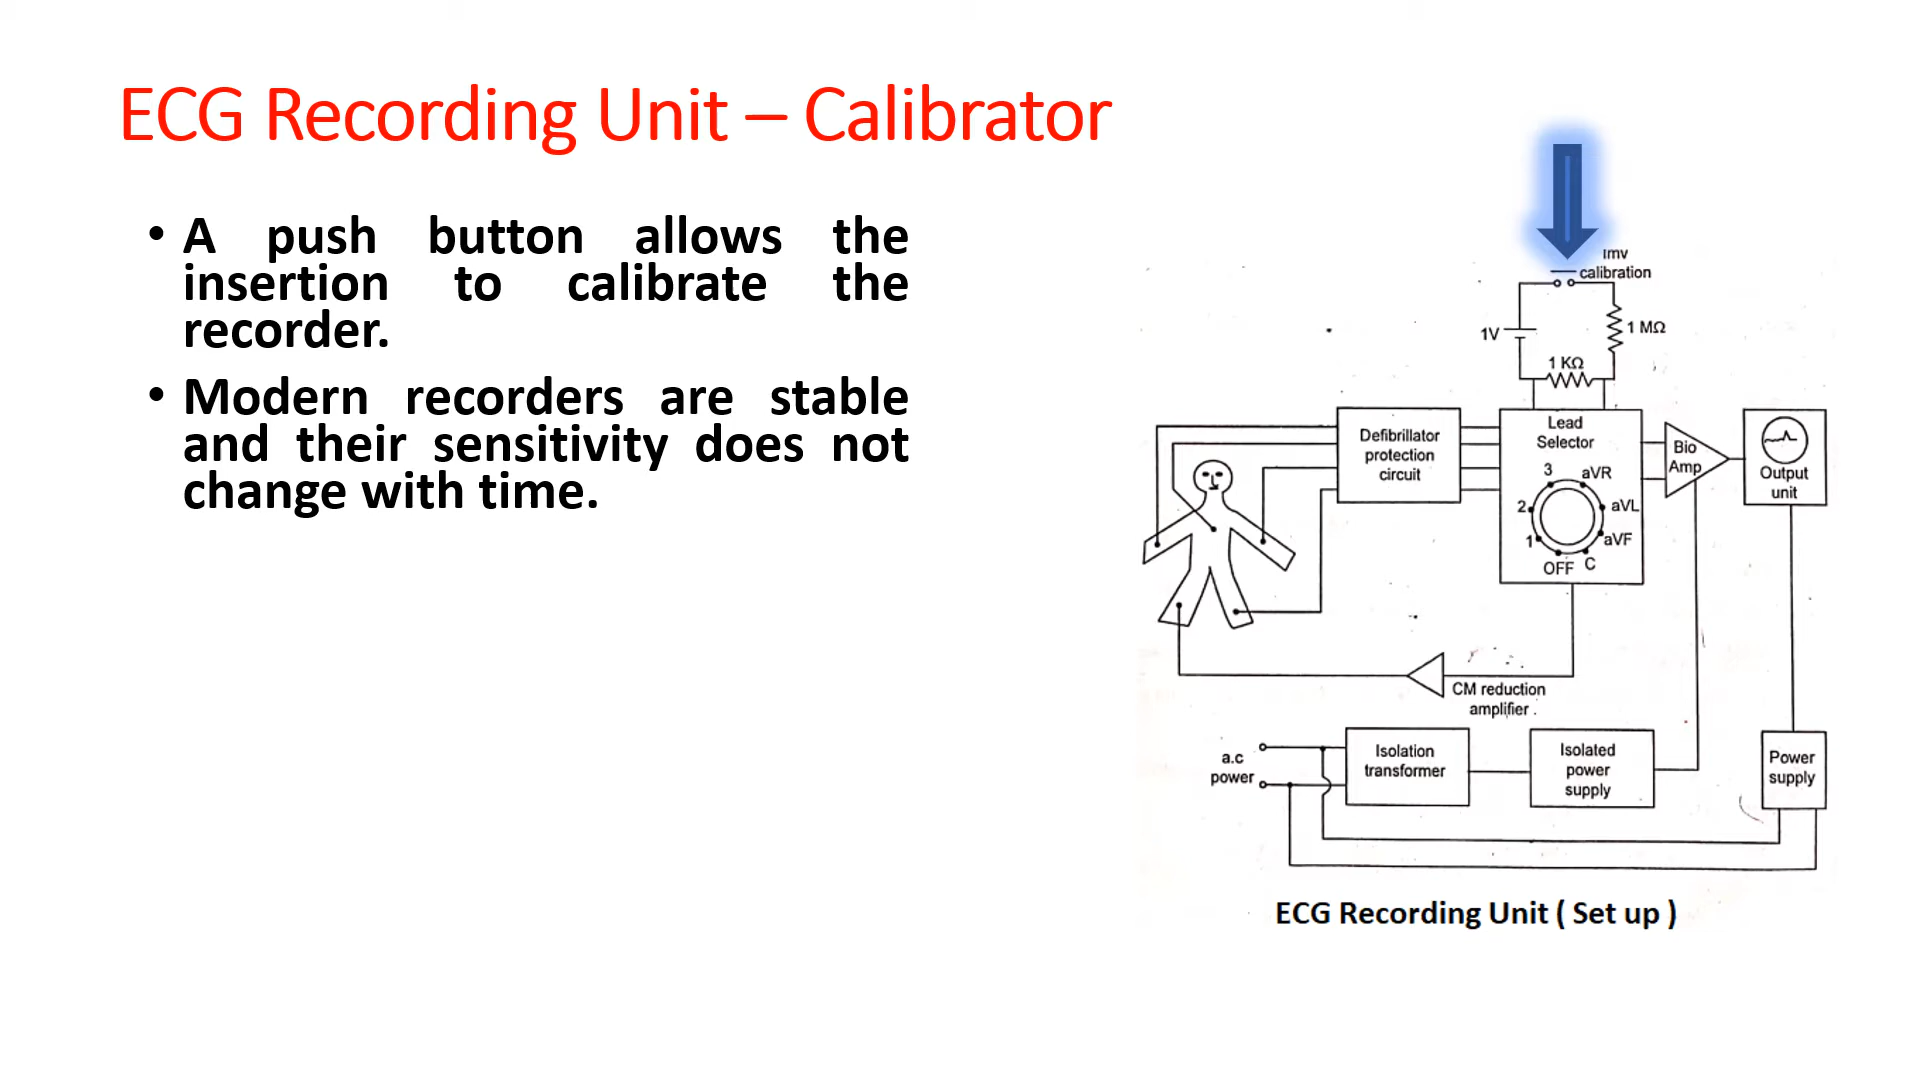 ECG Recording Unit – Calibrator
• A push button allows the
insertion to calibrate the
recorder.
• Modern recorders are stable
and their sensitivity does not
change with time.
1mv
calibration
1V
1 MΩ
1 KΩ
Defibrillator
protection
circuit
Lead
Selector
3 aVR
2 aVL
1 aVF
OFF C
Bio
Amp
Output
unit
CM reduction
amplifier .
a.c
power
Isolation
transformer
Isolated
power
supply
Power
supply
ECG Recording Unit ( Set up )